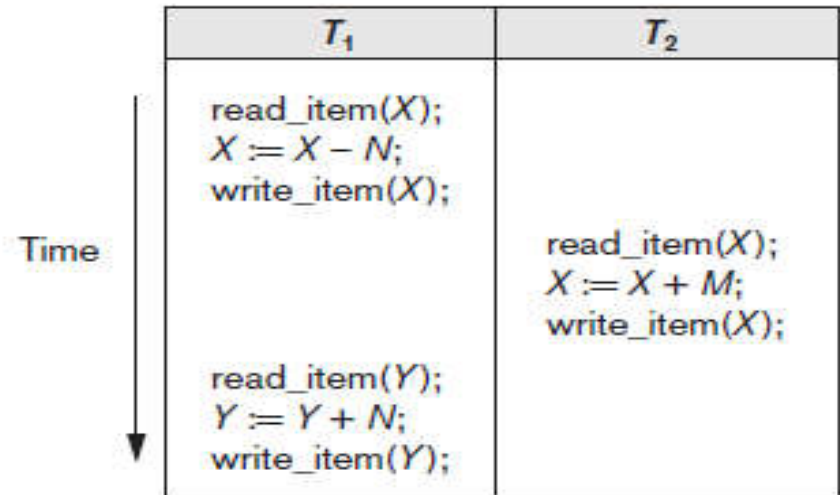 T₁ T₂
read_item(X);
X := X – N;
write_item(X);
Time
read_item(X);
X := X + M;
write_item(X);
read_item(Y);
Y := Y + N;
write_item(Y);